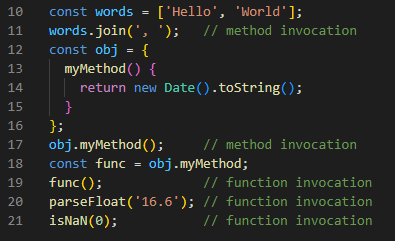 10 const words = ['Hello', 'World'];
11 words.join(', ');   // method invocation
12 const obj = {
13   myMethod() {
14     return new Date().toString();
15   }
16 };
17 obj.myMethod();     // method invocation
18 const func = obj.myMethod;
19 func();             // function invocation
20 parseFloat('16.6'); // function invocation
21 isNaN(0);           // function invocation